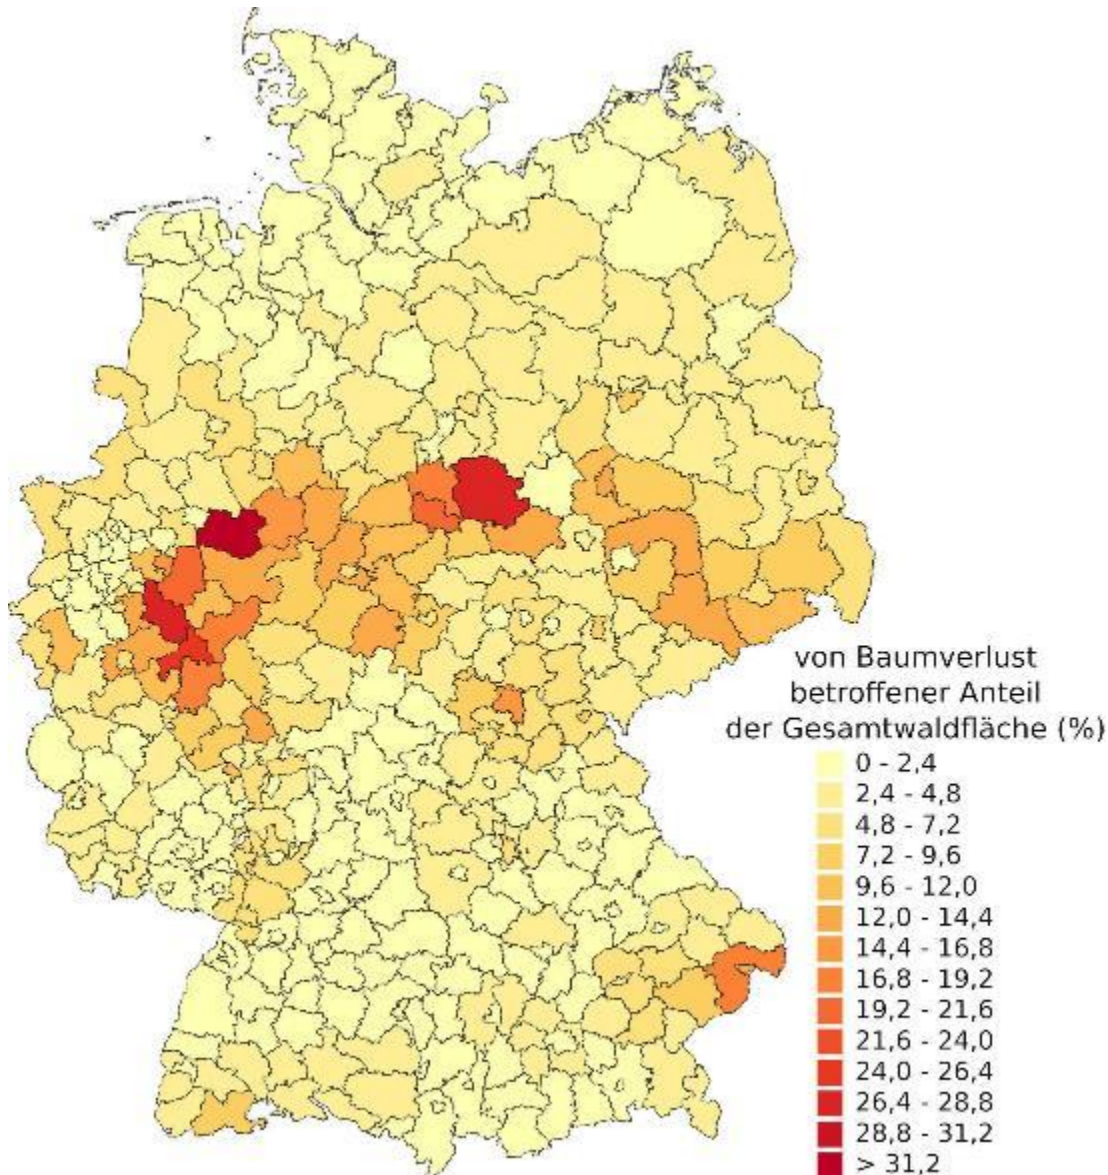 von Baumverlust
betroffener Anteil
der Gesamtwaldfläche (%)
0 - 2,4
2,4 - 4,8
4,8 - 7,2
7,2 - 9,6
9,6 - 12,0
12,0 - 14,4
14,4 - 16,8
16,8 - 19,2
19,2 - 21,6
21,6 - 24,0
24,0 - 26,4
26,4 - 28,8
28,8 - 31,2
> 31,2